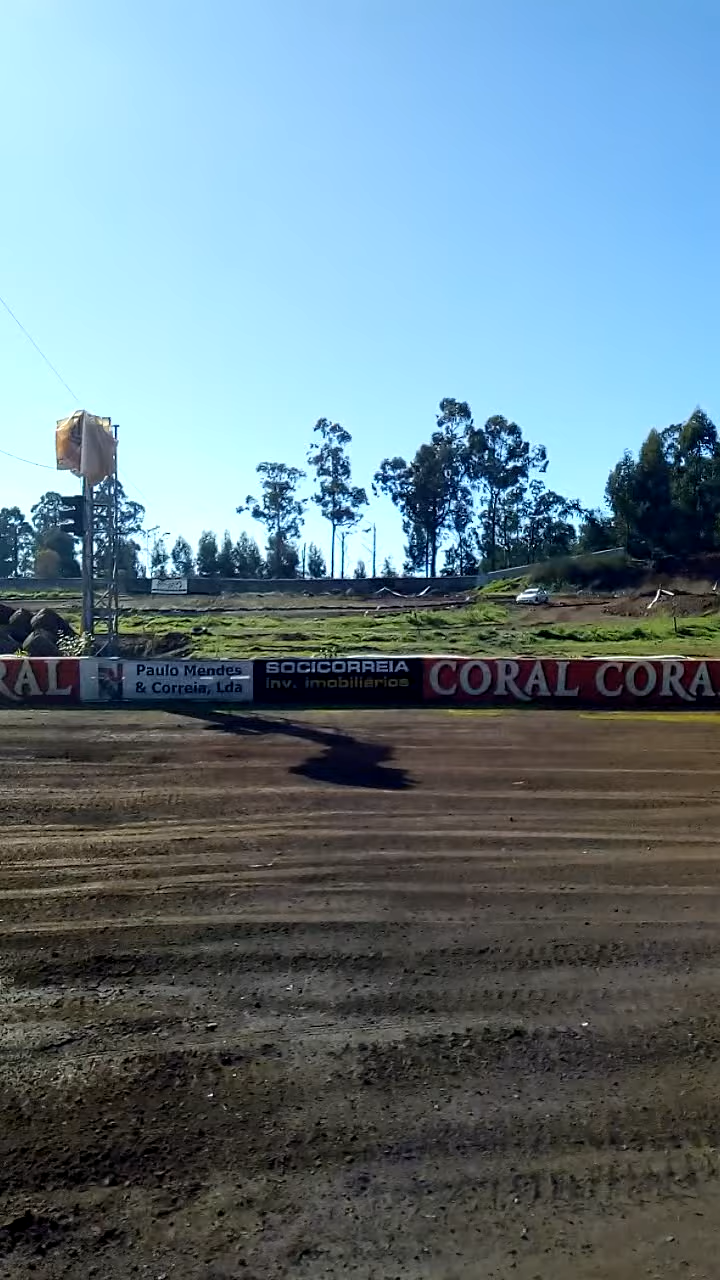 RAL
Paulo Mendes
& Correia, Lda
SOCICORREIA
inv. imobiliários
CORAL CORA